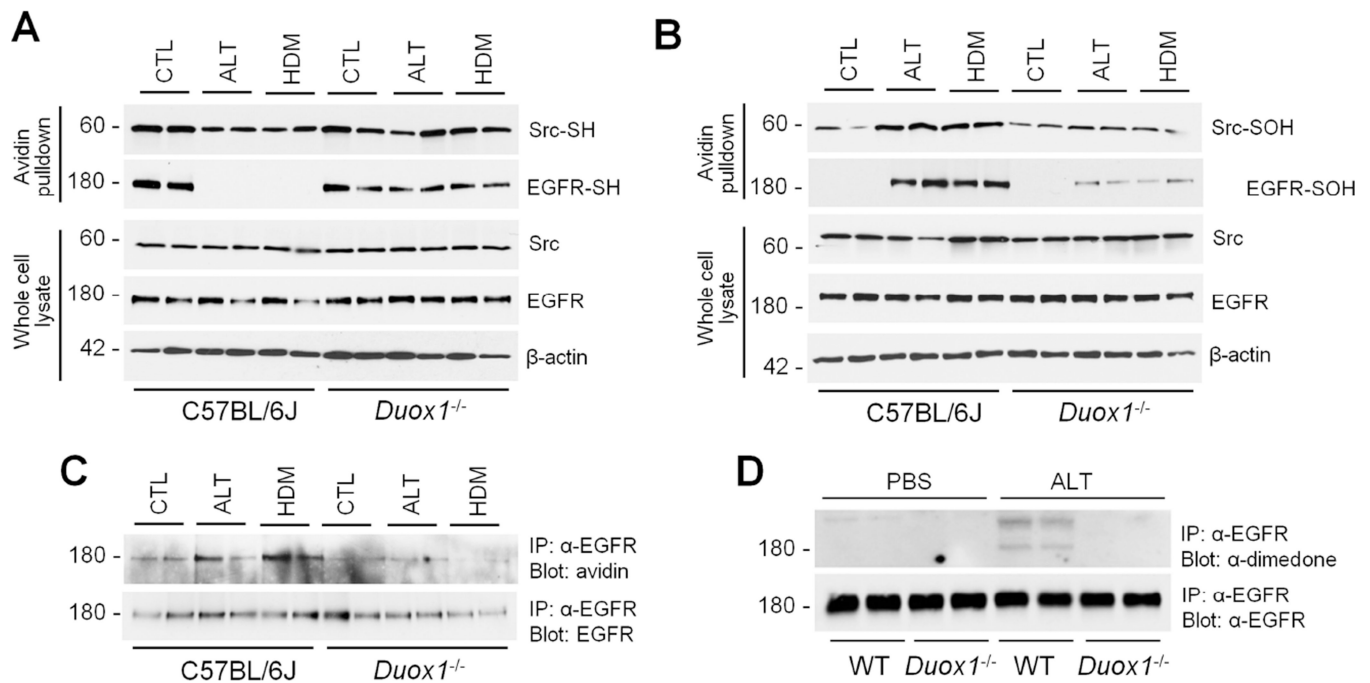 A
CTL ALT HDM CTL ALT HDM
Avidin pulldown
60 - Src-SH
180 - EGFR-SH
Whole cell lysate
60 - Src
180 - EGFR
42 - β-actin
C57BL/6J Duox1-/-
B
CTL ALT HDM CTL ALT HDM
Avidin pulldown
60 - Src-SOH
180 - EGFR-SOH
Whole cell lysate
60 - Src
180 - EGFR
42 - β-actin
C57BL/6J Duox1-/-
C
CTL ALT HDM CTL ALT HDM
180 - IP: α-EGFR
Blot: avidin
180 - IP: α-EGFR
Blot: EGFR
C57BL/6J Duox1-/-
D
PBS ALT
180 - IP: α-EGFR
Blot: α-dimedone
180 - IP: α-EGFR
Blot: α-EGFR
WT Duox1-/- WT Duox1-/-